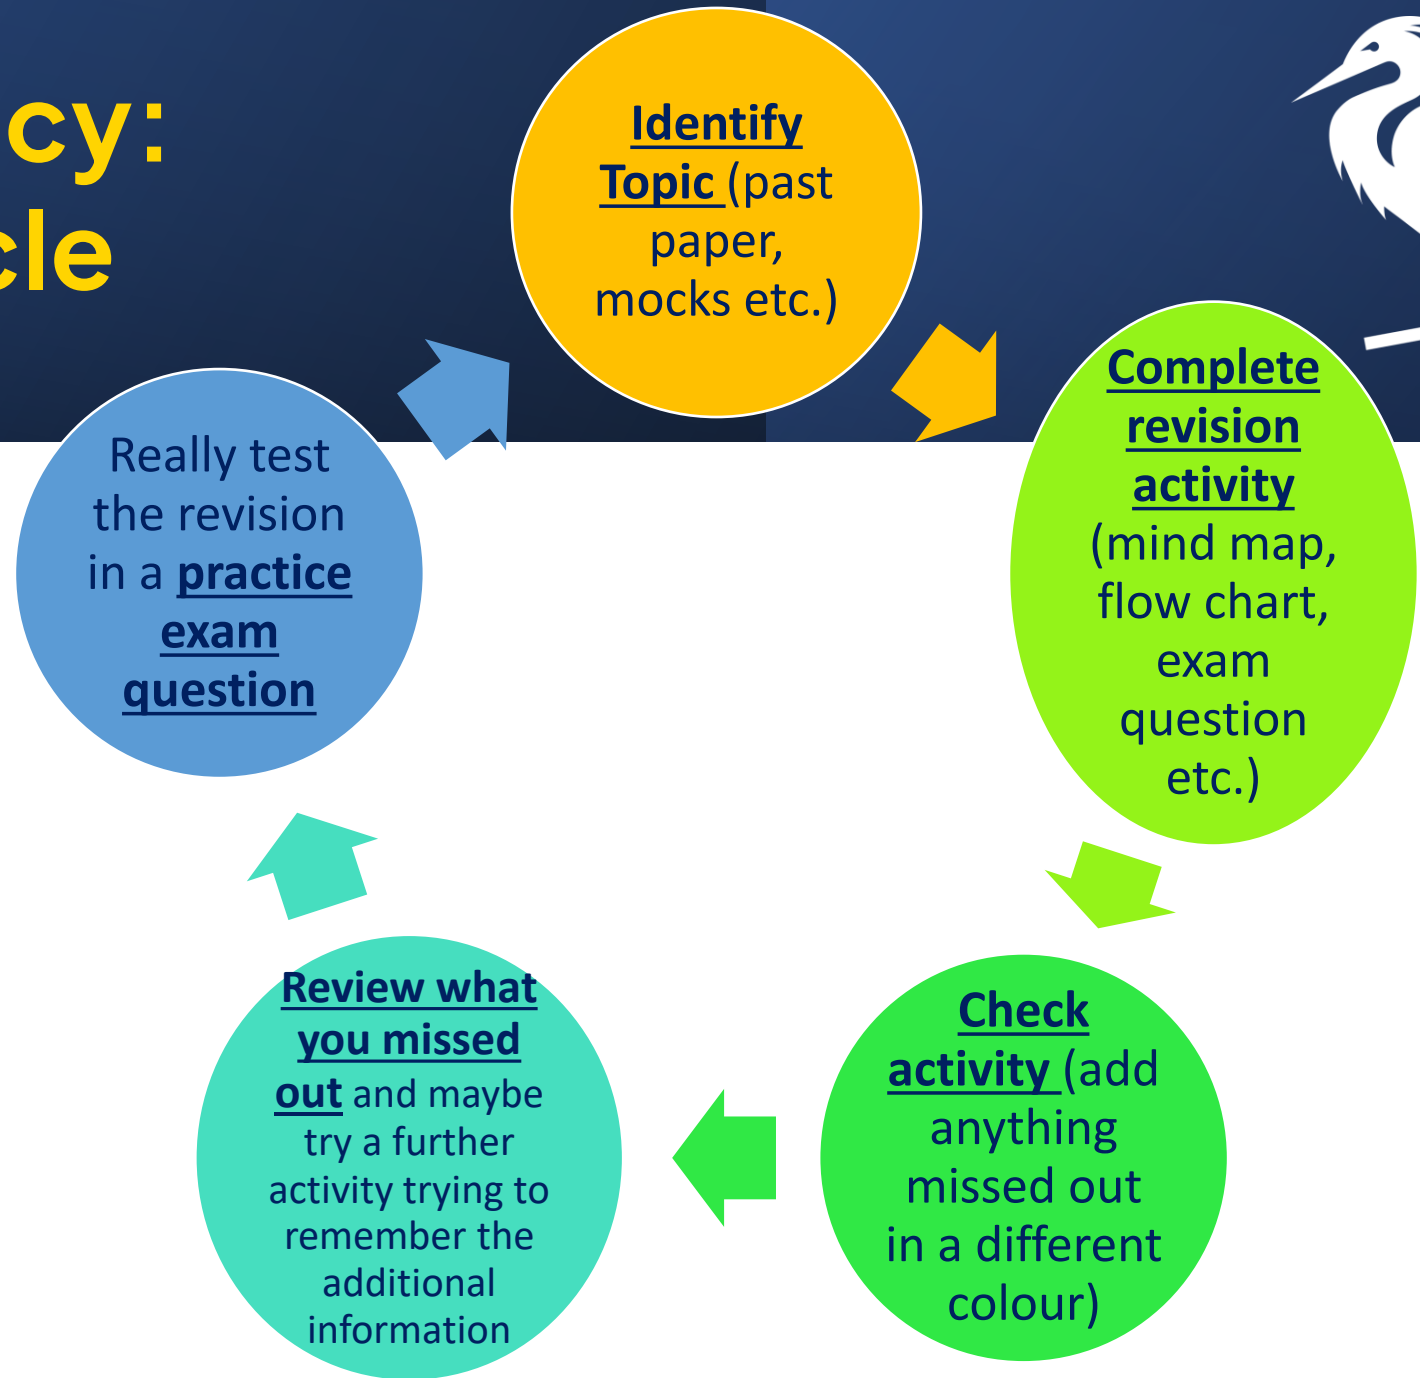 cy:
cle
Identify
Topic (past
paper,
mocks etc.)
Complete
revision
activity
(mind map,
flow chart,
exam
question
etc.)
Check
activity (add
anything
missed out
in a different
colour)
Review what
you missed
out and maybe
try a further
activity trying to
remember the
additional
information
Really test
the revision
in a practice
exam
question